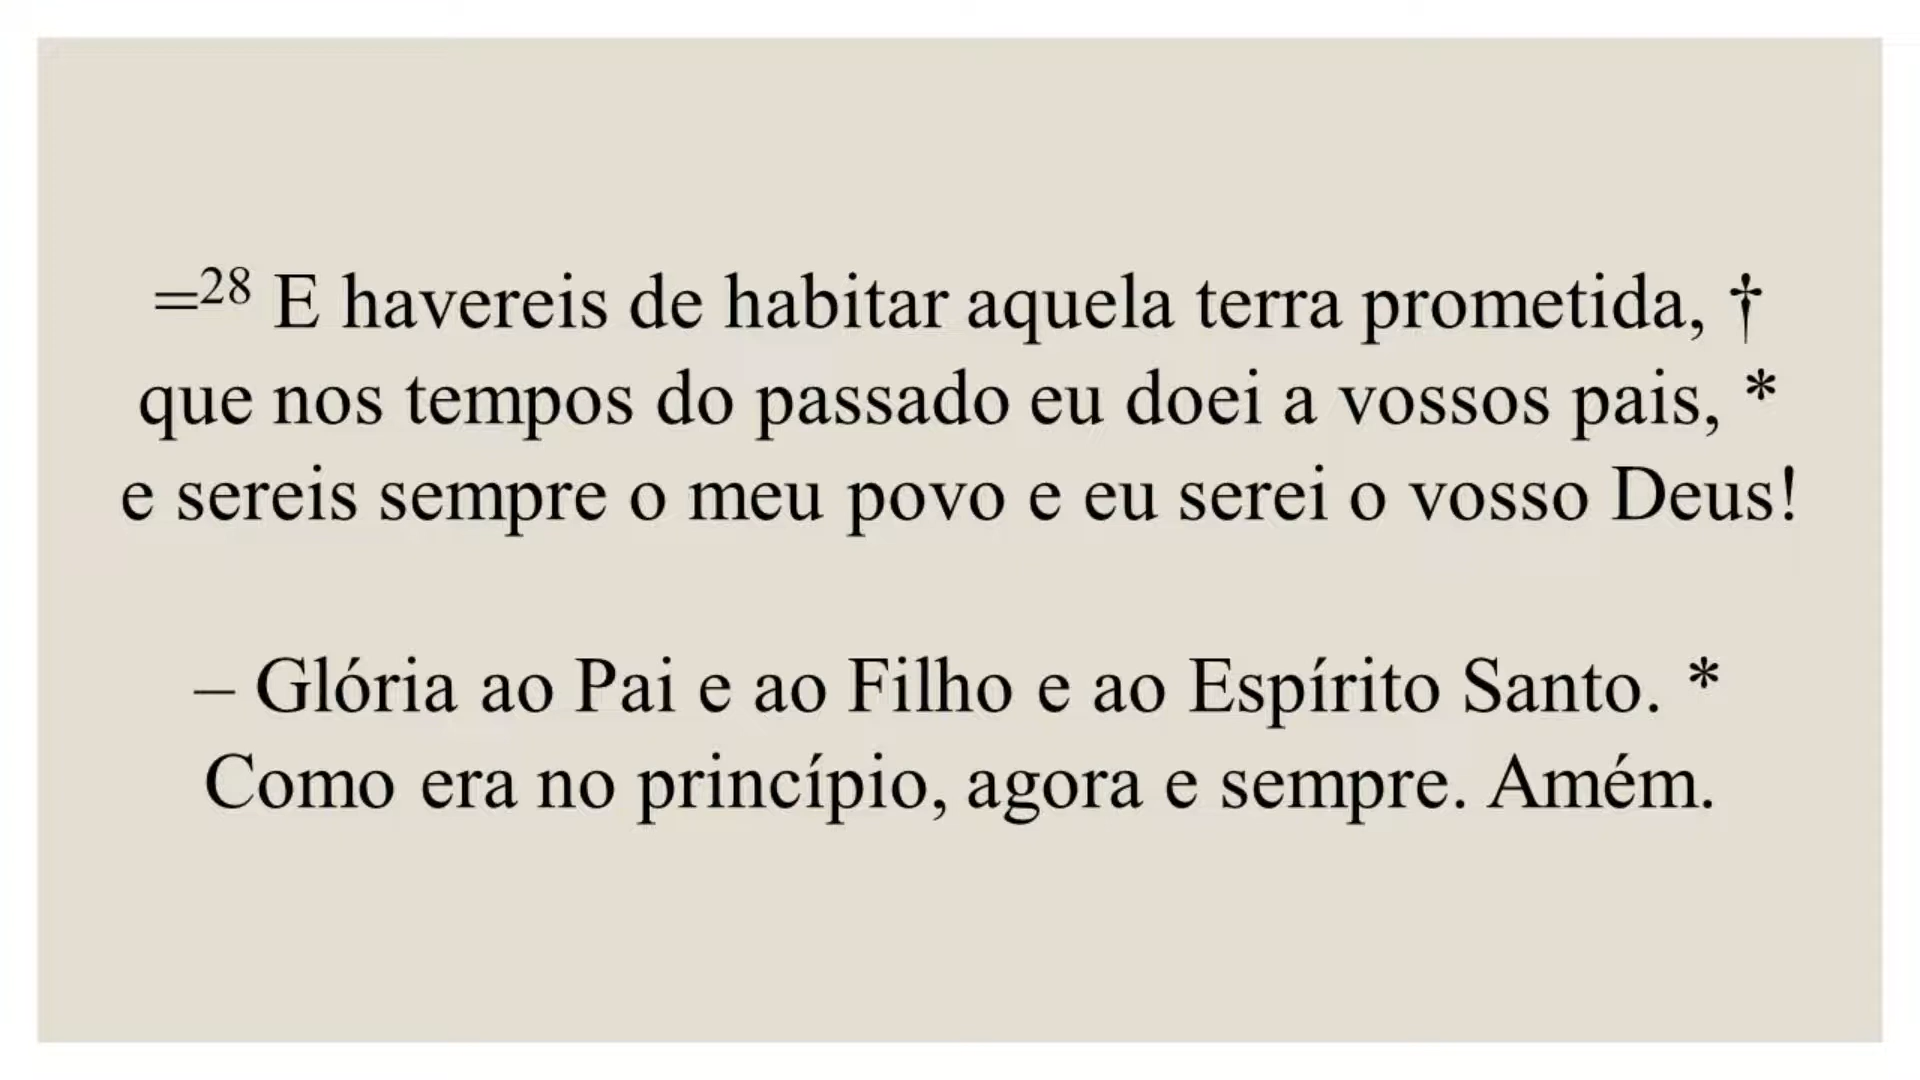 =28 E havereis de habitar aquela terra prometida, †
que nos tempos do passado eu doei a vossos pais, *
e sereis sempre o meu povo e eu serei o vosso Deus!
– Glória ao Pai e ao Filho e ao Espírito Santo. *
Como era no princípio, agora e sempre. Amém.